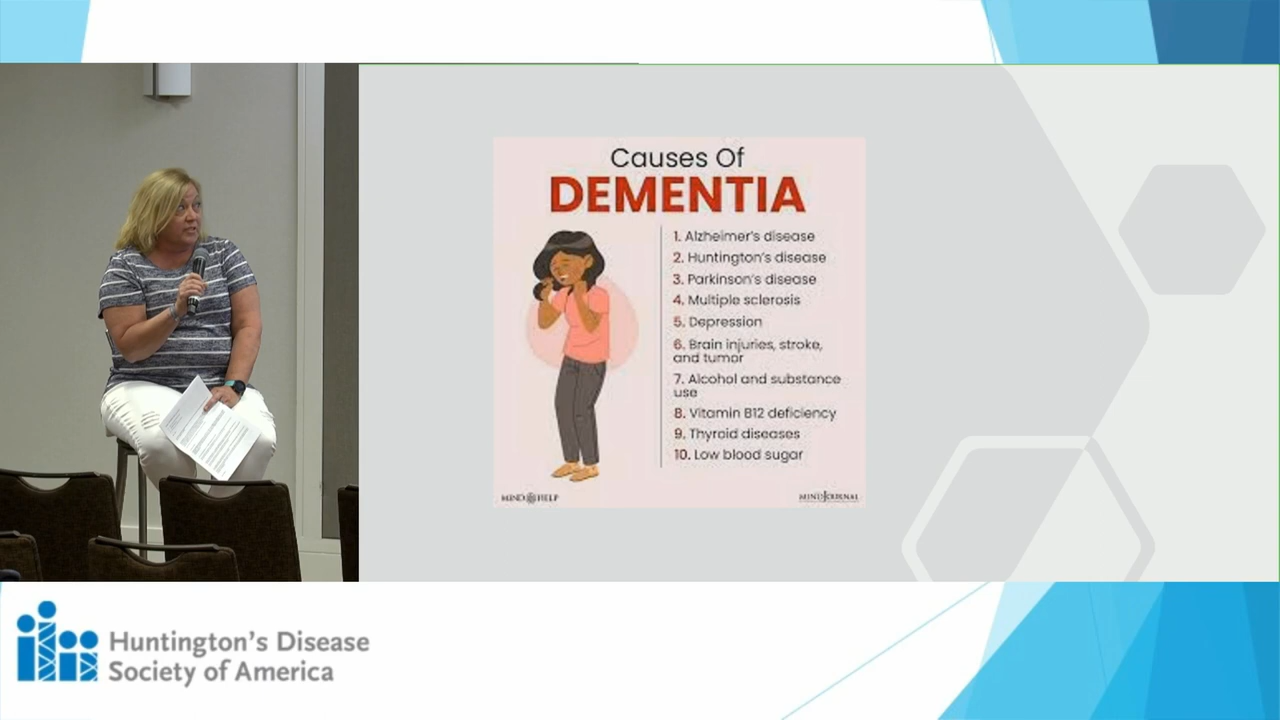 Causes Of
DEMENTIA
1. Alzheimer's disease
2. Huntington's disease
3. Parkinson's disease
4. Multiple sclerosis
5. Depression
6. Brain injuries, stroke,
and tumor
7. Alcohol and substance
use
8. Vitamin B12 deficiency
9. Thyroid diseases
10. Low blood sugar
MIND HELP
MIND JOURNAL
Huntington's Disease
Society of America